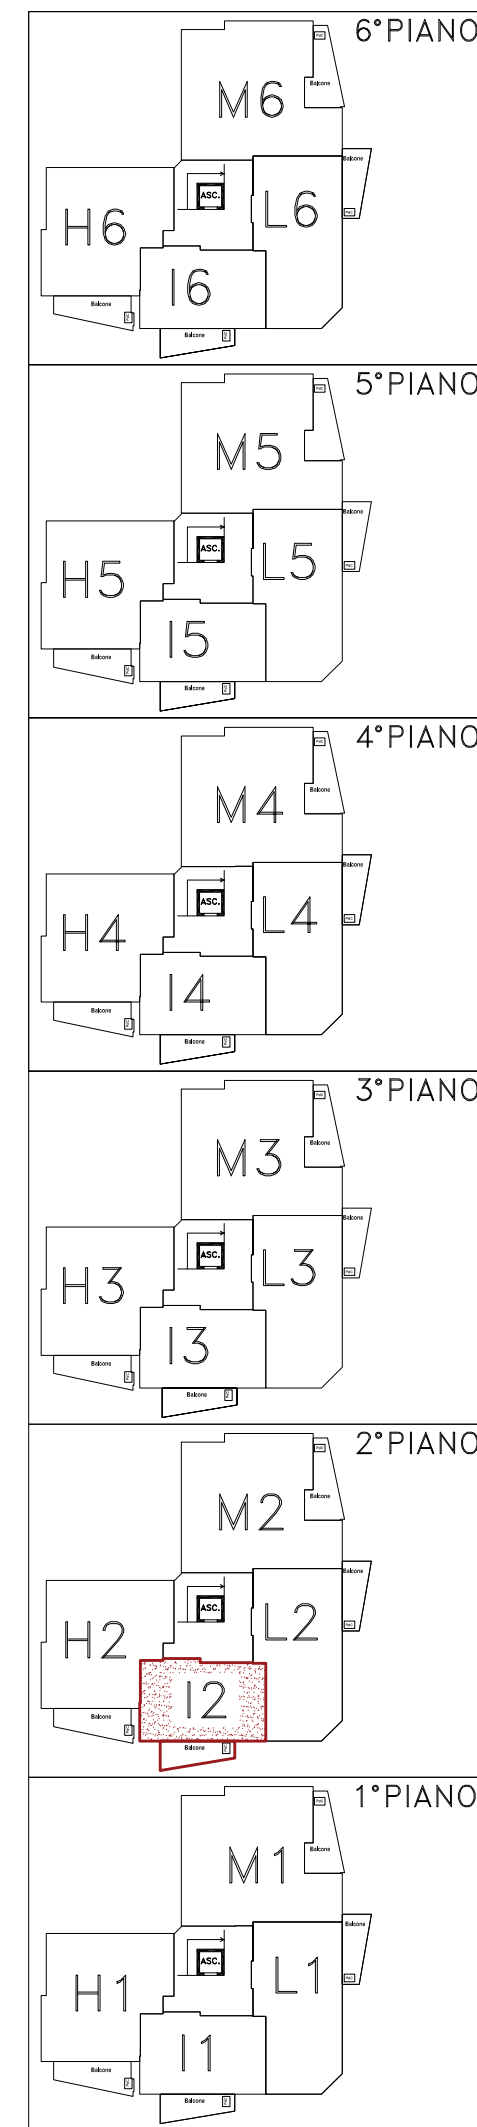 6°PIANO
M6
Balcone
Balcone
ASC.
L6
H6
I6
Balcone
Balcone
5°PIANO
M5
Balcone
ASC.
L5
H5
I5
Balcone
Balcone
4°PIANO
M4
Balcone
Balcone
ASC.
L4
H4
I4
Balcone
Balcone
3°PIANO
M3
Balcone
Balcone
ASC.
L3
H3
I3
Balcone
Balcone
2°PIANO
M2
Balcone
Balcone
ASC.
L2
H2
I2
Balcone
Balcone
1°PIANO
M1
Balcone
Balcone
ASC.
L1
H1
I1
Balcone
Balcone